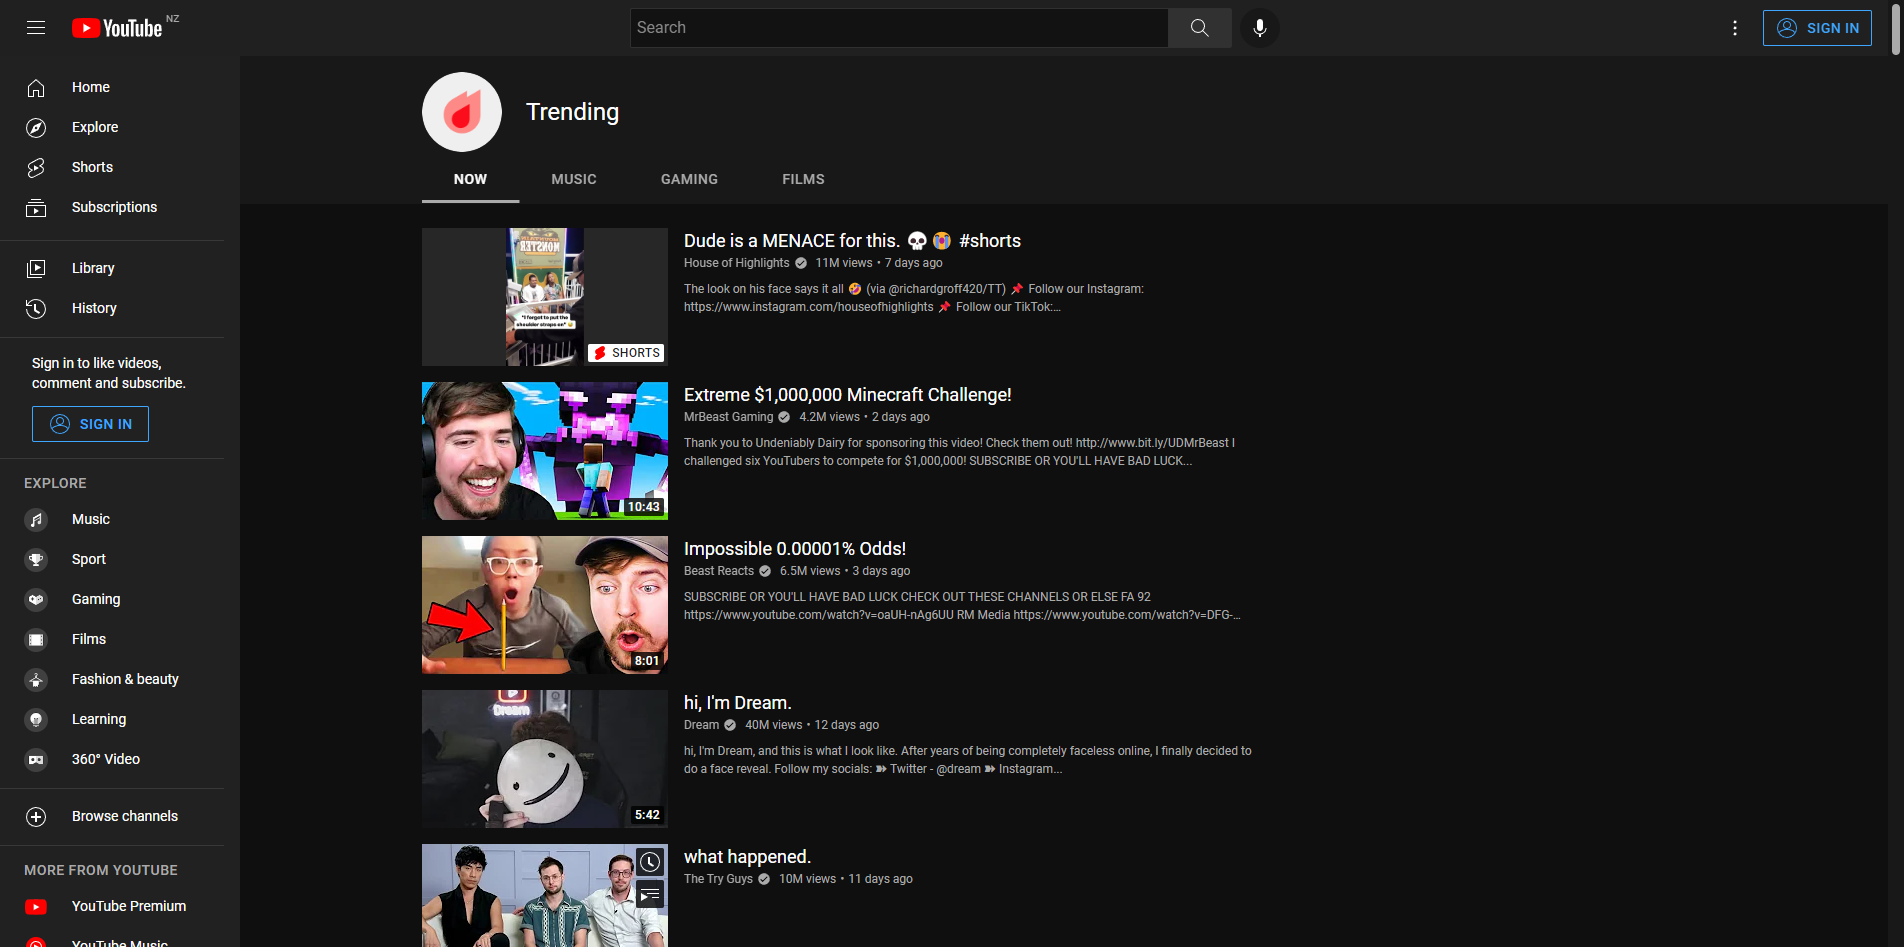 YouTube NZ
Search
SIGN IN
Home
Explore
Shorts
Subscriptions
Library
History
Sign in to like videos,
comment and subscribe.
SIGN IN
EXPLORE
Music
Sport
Gaming
Films
Fashion & beauty
Learning
360° Video
Browse channels
MORE FROM YOUTUBE
YouTube Premium
YouTube Music
Trending
NOW
MUSIC
GAMING
FILMS
MONSTER
"I forgot to put the
shoulder straps on" 😅
SHORTS
Dude is a MENACE for this. 💀😭 #shorts
House of Highlights 11M views • 7 days ago
The look on his face says it all 🤣 (via @richardgroff420/TT) 📌 Follow our Instagram:
https://www.instagram.com/houseofhighlights 📌 Follow our TikTok:...
10:43
Extreme $1,000,000 Minecraft Challenge!
MrBeast Gaming 4.2M views • 2 days ago
Thank you to Undeniably Dairy for sponsoring this video! Check them out! http://www.bit.ly/UDMrBeast I
challenged six YouTubers to compete for $1,000,000! SUBSCRIBE OR YOU'LL HAVE BAD LUCK...
8:01
Impossible 0.00001% Odds!
Beast Reacts 6.5M views • 3 days ago
SUBSCRIBE OR YOU'LL HAVE BAD LUCK CHECK OUT THESE CHANNELS OR ELSE FA 92
https://www.youtube.com/watch?v=oaUH-nAg6UU RM Media https://www.youtube.com/watch?v=DFG-...
Dream
5:42
hi, I'm Dream.
Dream 40M views • 12 days ago
hi, I'm Dream, and this is what I look like. After years of being completely faceless online, I finally decided to
do a face reveal. Follow my socials: ➽ Twitter - @dream ➽ Instagram...
what happened.
The Try Guys 10M views • 11 days ago